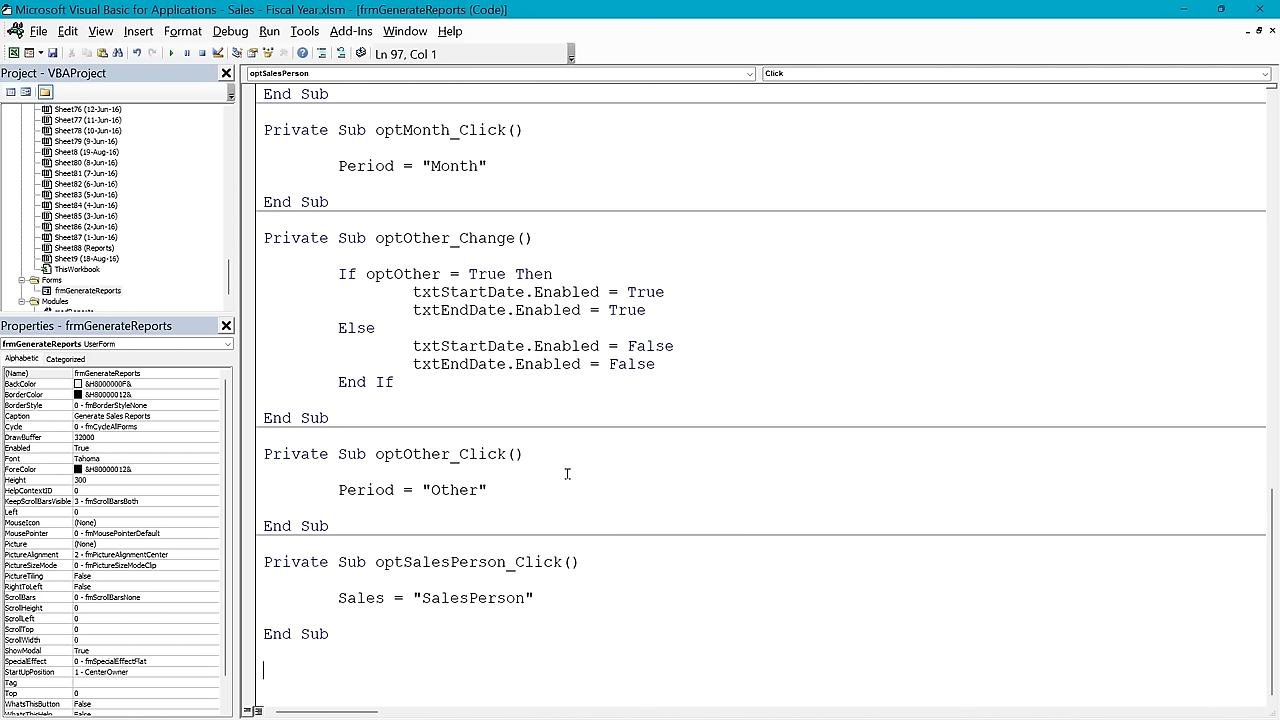 Microsoft Visual Basic for Applications - Sales - Fiscal Year.xlsm - [frmGenerateReports (Code)]
File Edit View Insert Format Debug Run Tools Add-Ins Window Help
Ln 97, Col 1
Project - VBAProject
Sheet76 (12-Jun-16)
Sheet77 (11-Jun-16)
Sheet78 (10-Jun-16)
Sheet79 (9-Jun-16)
Sheet8 (19-Aug-16)
Sheet80 (8-Jun-16)
Sheet81 (7-Jun-16)
Sheet82 (6-Jun-16)
Sheet83 (5-Jun-16)
Sheet84 (4-Jun-16)
Sheet85 (3-Jun-16)
Sheet86 (2-Jun-16)
Sheet87 (1-Jun-16)
Sheet88 (Reports)
Sheet9 (18-Aug-16)
ThisWorkbook
Forms
frmGenerateReports
Modules
Properties - frmGenerateReports
frmGenerateReports UserForm
Alphabetic Categorized
(Name) frmGenerateReports
BackColor &H8000000F&
BorderColor &H80000012&
BorderStyle 0 - fmBorderStyleNone
Caption Generate Sales Reports
Cycle 0 - fmCycleAllForms
DrawBuffer 32000
Enabled True
Font Tahoma
ForeColor &H80000012&
Height 300
HelpContextID 0
KeepScrollBarsVisible 3 - fmScrollBarsBoth
Left 0
MouseIcon (None)
MousePointer 0 - fmMousePointerDefault
Picture (None)
PictureAlignment 2 - fmPictureAlignmentCenter
PictureSizeMode 0 - fmPictureSizeModeClip
PictureTiling False
RightToLeft False
ScrollBars 0 - fmScrollBarsNone
ScrollHeight 0
ScrollLeft 0
ScrollTop 0
ScrollWidth 0
ShowModal True
SpecialEffect 0 - fmSpecialEffectFlat
StartUpPosition 1 - CenterOwner
Tag
Top 0
WhatsThisButton False
WhatsThisHelp False
optSalesPerson Click
End Sub
Private Sub optMonth_Click()
Period = "Month"
End Sub
Private Sub optOther_Change()
If optOther = True Then
txtStartDate.Enabled = True
txtEndDate.Enabled = True
Else
txtStartDate.Enabled = False
txtEndDate.Enabled = False
End If
End Sub
Private Sub optOther_Click()
Period = "Other"
End Sub
Private Sub optSalesPerson_Click()
Sales = "SalesPerson"
End Sub